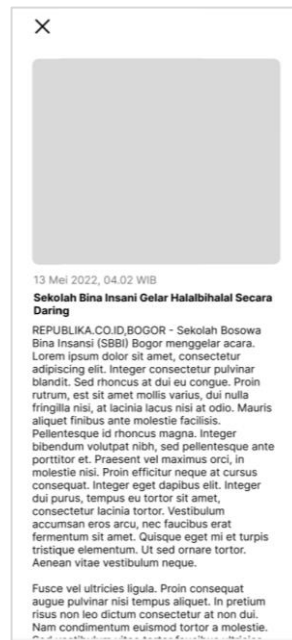 13 Mei 2022, 04.02 WIB
Sekolah Bina Insani Gelar Halalbihalal Secara
Daring
REPUBLIKA.CO.ID,BOGOR - Sekolah Bosowa
Bina Insansi (SBBI) Bogor menggelar acara.
Lorem ipsum dolor sit amet, consectetur
adipiscing elit. Integer consectetur pulvinar
blandit. Sed rhoncus at dui eu congue. Proin
rutrum, est sit amet mollis varius, dui nulla
fringilla nisi, at lacinia lacus nisi at odio. Mauris
aliquet finibus ante molestie facilisis.
Pellentesque id rhoncus magna. Integer
bibendum volutpat nibh, sed pellentesque ante
porttitor et. Praesent vel maximus orci, in
molestie nisi. Proin efficitur neque at cursus
consequat. Integer eget dapibus elit. Integer
dui purus, tempus eu tortor sit amet,
consectetur lacinia tortor. Vestibulum
accumsan eros arcu, nec faucibus erat
fermentum sit amet. Quisque eget mi et turpis
tristique elementum. Ut sed ornare tortor.
Aenean vitae vestibulum neque.
Fusce vel ultricies ligula. Proin consequat
augue pulvinar nisi tempus aliquet. In pretium
risus non leo dictum consectetur at non dui.
Nam condimentum euismod tortor a molestie.